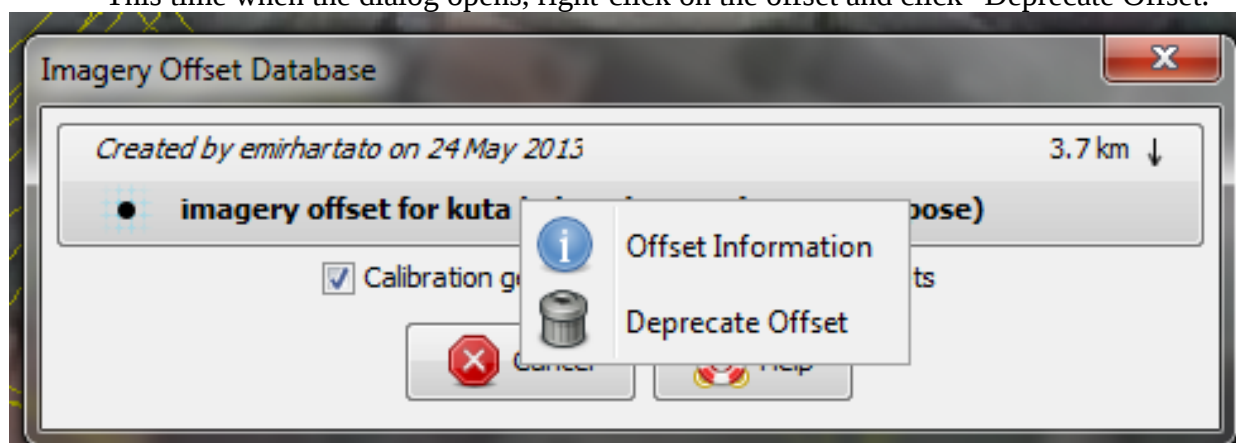 This time when the dialog opens, right-click on the offset and click "Deprecate Offset."
Imagery Offset Database
Created by emirhartato on 24 May 2013 3.7 km ↓
imagery offset for kuta
Offset Information
Calibration
Deprecate Offset
Cancel Help